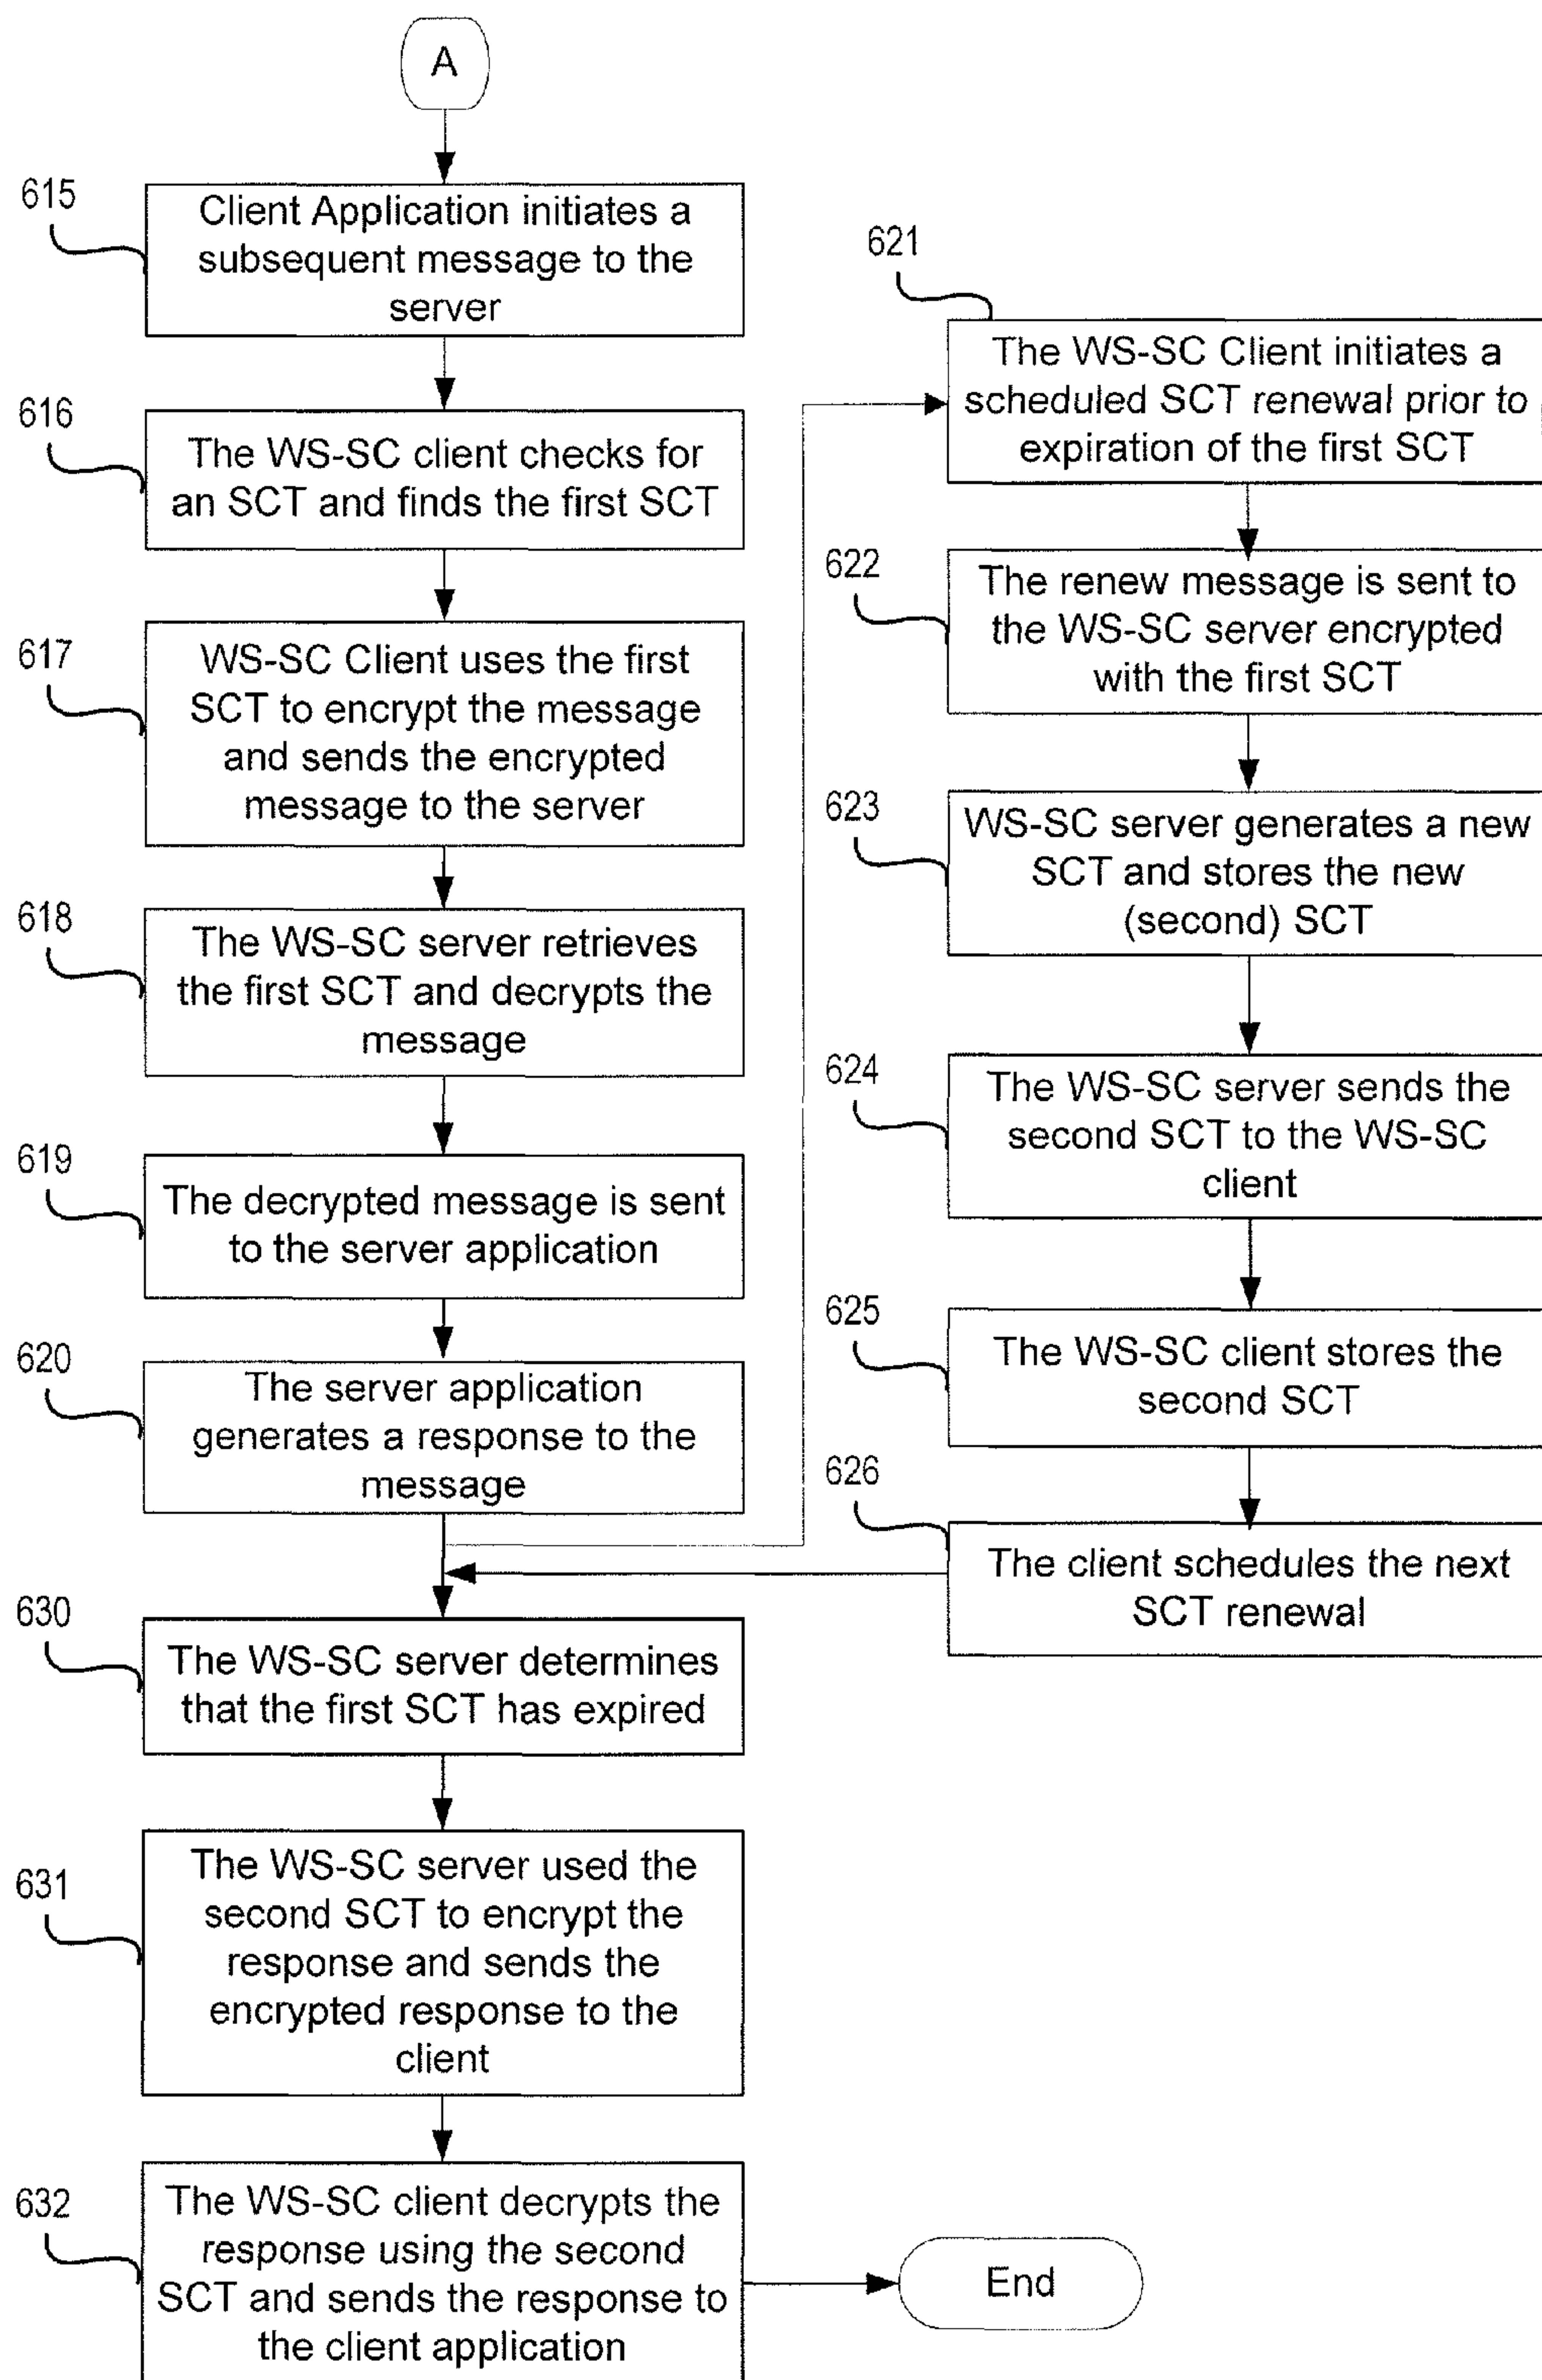 A
615
Client Application initiates a
subsequent message to the
server
616
The WS-SC client checks for
an SCT and finds the first SCT
617
WS-SC Client uses the first
SCT to encrypt the message
and sends the encrypted
message to the server
618
The WS-SC server retrieves
the first SCT and decrypts the
message
619
The decrypted message is sent
to the server application
620
The server application
generates a response to the
message
621
The WS-SC Client initiates a
scheduled SCT renewal prior to
expiration of the first SCT
622
The renew message is sent to
the WS-SC server encrypted
with the first SCT
623
WS-SC server generates a new
SCT and stores the new
(second) SCT
624
The WS-SC server sends the
second SCT to the WS-SC
client
625
The WS-SC client stores the
second SCT
626
The client schedules the next
SCT renewal
630
The WS-SC server determines
that the first SCT has expired
631
The WS-SC server used the
second SCT to encrypt the
response and sends the
encrypted response to the
client
632
The WS-SC client decrypts the
response using the second
SCT and sends the response to
the client application
End